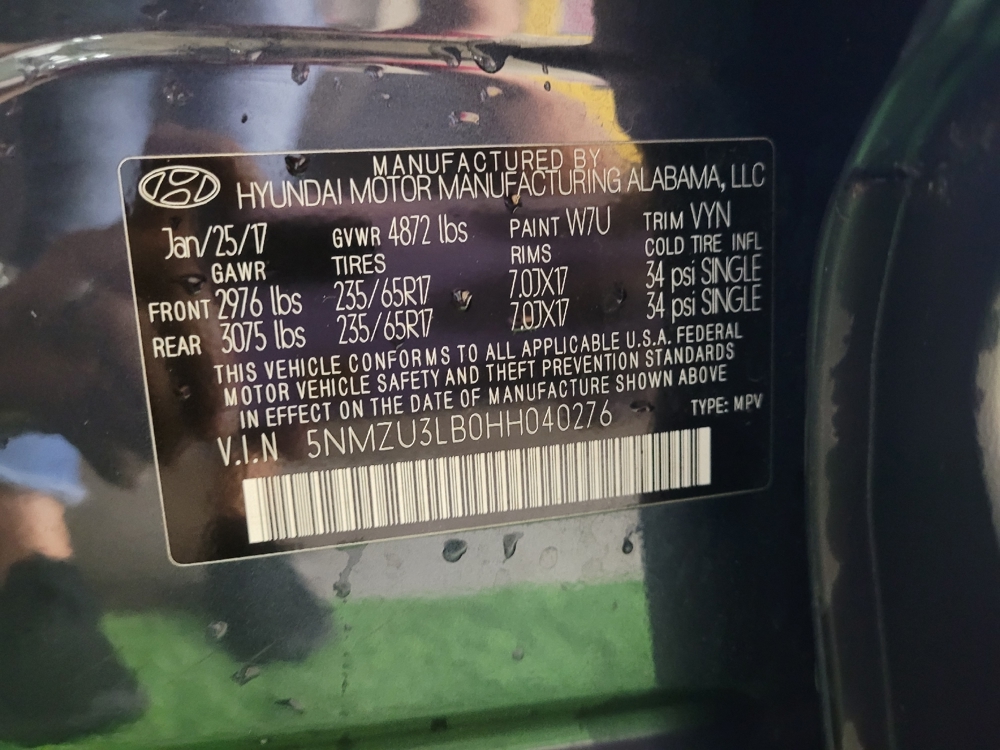 MANUFACTURED BY
HYUNDAI MOTOR MANUFACTURING ALABAMA, LLC
Jan/25/17 GVWR 4872 lbs PAINT W7U TRIM VYN
GAWR TIRES RIMS COLD TIRE INFL
FRONT 2976 lbs 235/65R17 7.0JX17 34 psi SINGLE
REAR 3075 lbs 235/65R17 7.0JX17 34 psi SINGLE
THIS VEHICLE CONFORMS TO ALL APPLICABLE U.S.A. FEDERAL
MOTOR VEHICLE SAFETY AND THEFT PREVENTION STANDARDS
IN EFFECT ON THE DATE OF MANUFACTURE SHOWN ABOVE
V.I.N 5NMZU3LB0HH040276 TYPE: MPV